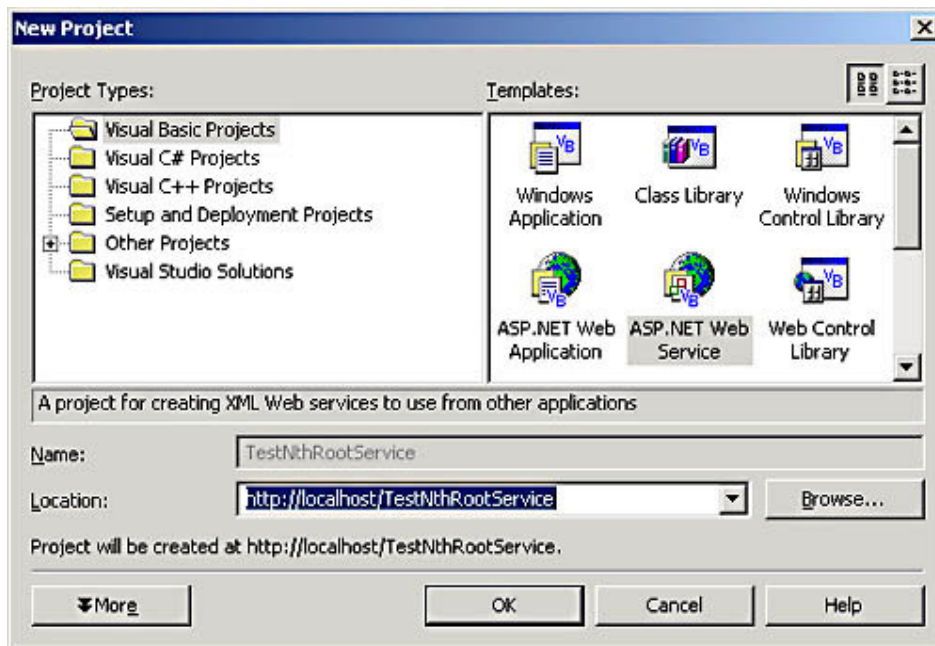 New Project
Project Types:
Templates:
Visual Basic Projects
Visual C# Projects
Visual C++ Projects
Setup and Deployment Projects
Other Projects
Visual Studio Solutions
Windows Application
Class Library
Windows Control Library
ASP.NET Web Application
ASP.NET Web Service
Web Control Library
A project for creating XML Web services to use from other applications
Name:
TestNthRootService
Location:
http://localhost/TestNthRootService
Browse...
Project will be created at http://localhost/TestNthRootService.
More
OK
Cancel
Help